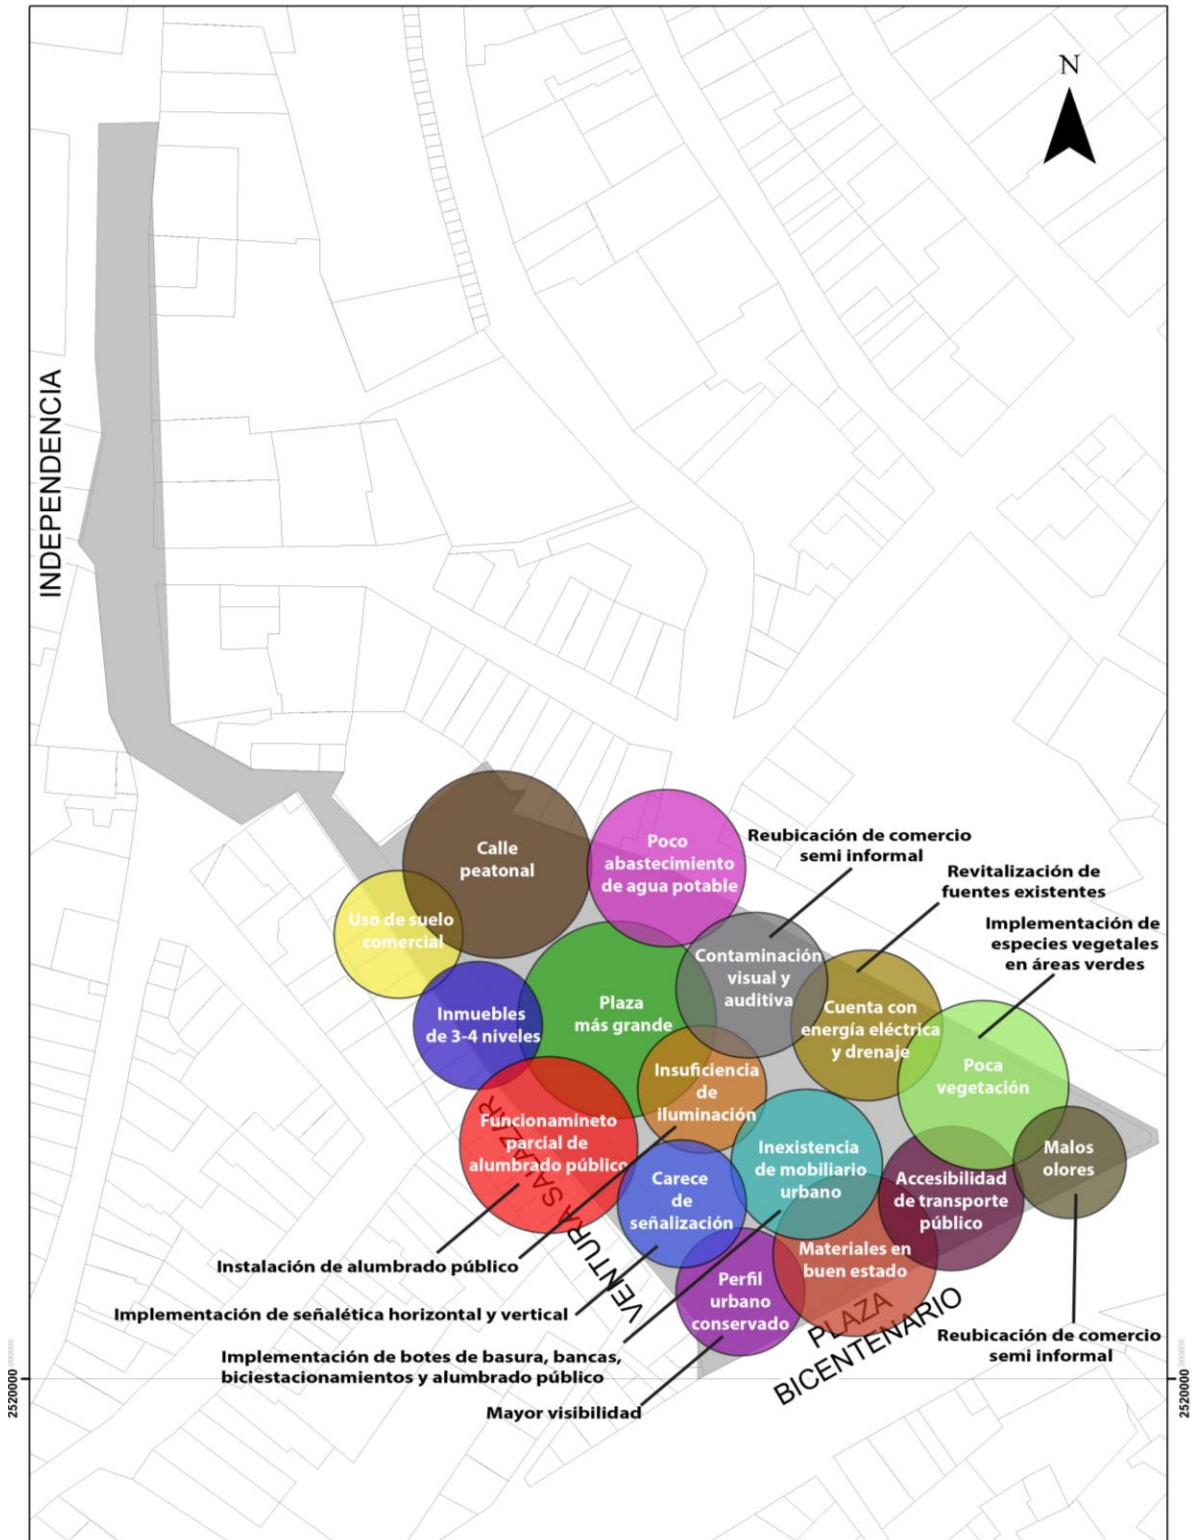 N
INDEPENDENCIA
Calle
peatonal
Poco
abastecimiento
de agua potable
Reubicación de comercio
semi informal
Revitalización de
fuentes existentes
Implementación de
especies vegetales
en áreas verdes
Uso de suelo
comercial
Contaminación
visual y
auditiva
Inmuebles
de 3-4 niveles
Plaza
más grande
Cuenta con
energía eléctrica
y drenaje
Poca
vegetación
Insuficiencia
de
iluminación
Funcionamineto
parcial de
alumbrado público
Inexistencia
de mobiliario
urbano
Malos
olores
Carece
de
señalización
Accesibilidad
de transporte
público
VENTURA SALAZAR
Materiales en
buen estado
Perfil
urbano
conservado
PLAZA
BICENTENARIO
Instalación de alumbrado público
Implementación de señalética horizontal y vertical
Implementación de botes de basura, bancas,
biciestacionamientos y alumbrado público
Mayor visibilidad
Reubicación de comercio
semi informal
2520000 .000000
2520000 .000000